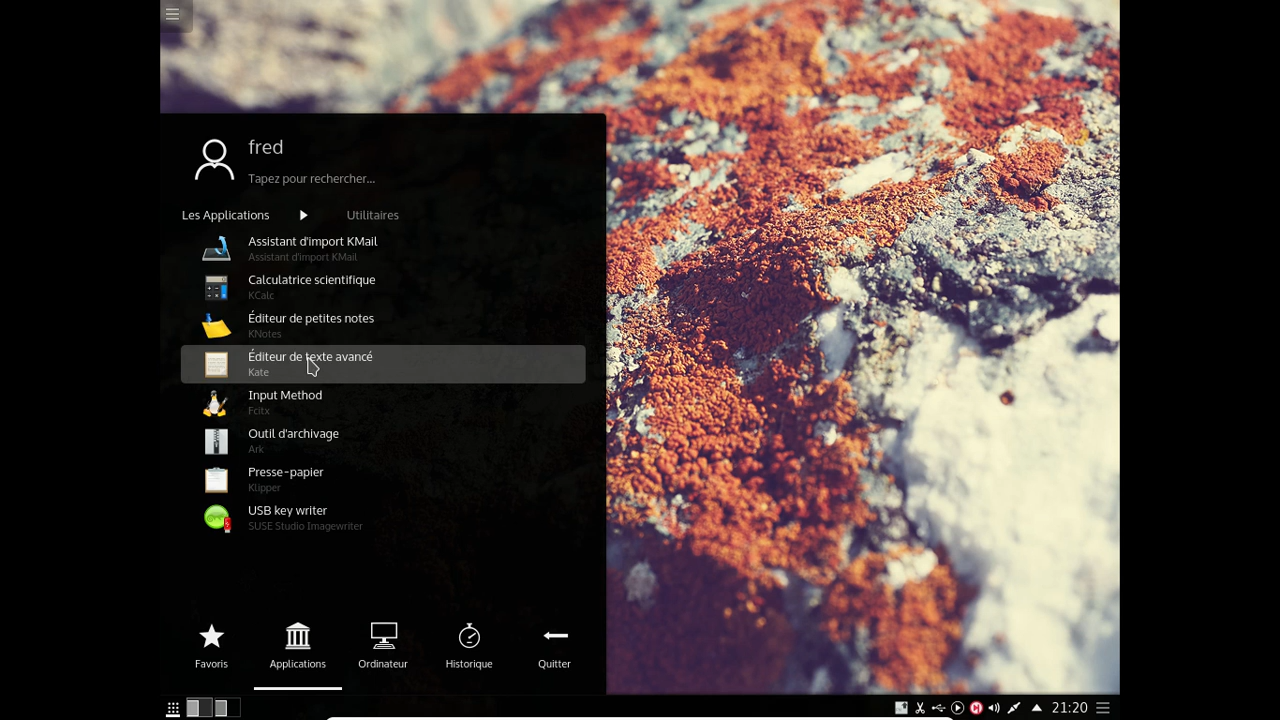 fred
Tapez pour rechercher...
Les Applications Utilitaires
Assistant d'import KMail
Assistant d'import KMail
Calculatrice scientifique
KCalc
Éditeur de petites notes
KNotes
Éditeur de texte avancé
Kate
Input Method
Fcitx
Outil d'archivage
Ark
Presse-papier
Klipper
USB key writer
SUSE Studio Imagewriter
Favoris Applications Ordinateur Historique Quitter
21:20